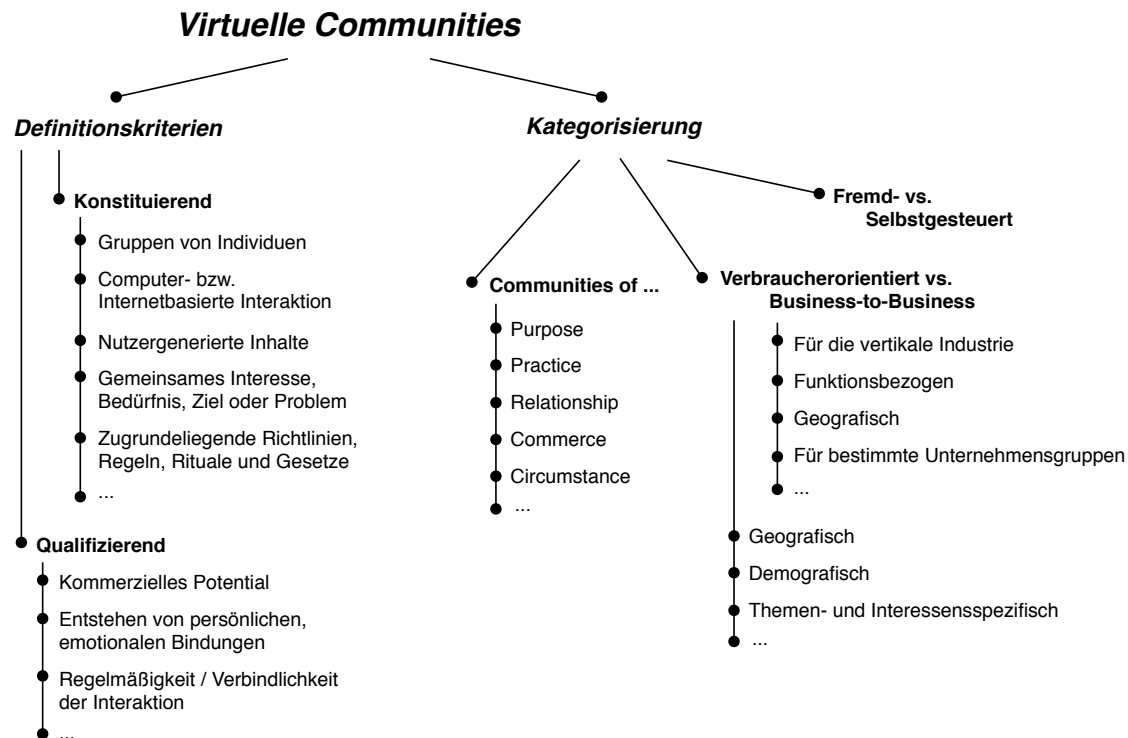 Virtuelle Communities
Definitionskriterien
Konstituierend
Gruppen von Individuen
Computer- bzw.
Internetbasierte Interaktion
Nutzergenerierte Inhalte
Gemeinsames Interesse,
Bedürfnis, Ziel oder Problem
Zugrundeliegende Richtlinien,
Regeln, Rituale und Gesetze
...
Qualifizierend
Kommerzielles Potential
Entstehen von persönlichen,
emotionalen Bindungen
Regelmäßigkeit / Verbindlichkeit
der Interaktion
...
Kategorisierung
Communities of ...
Purpose
Practice
Relationship
Commerce
Circumstance
...
Verbraucherorientiert vs.
Business-to-Business
Für die vertikale Industrie
Funktionsbezogen
Geografisch
Für bestimmte Unternehmensgruppen
...
Geografisch
Demografisch
Themen- und Interessensspezifisch
...
Fremd- vs.
Selbstgesteuert